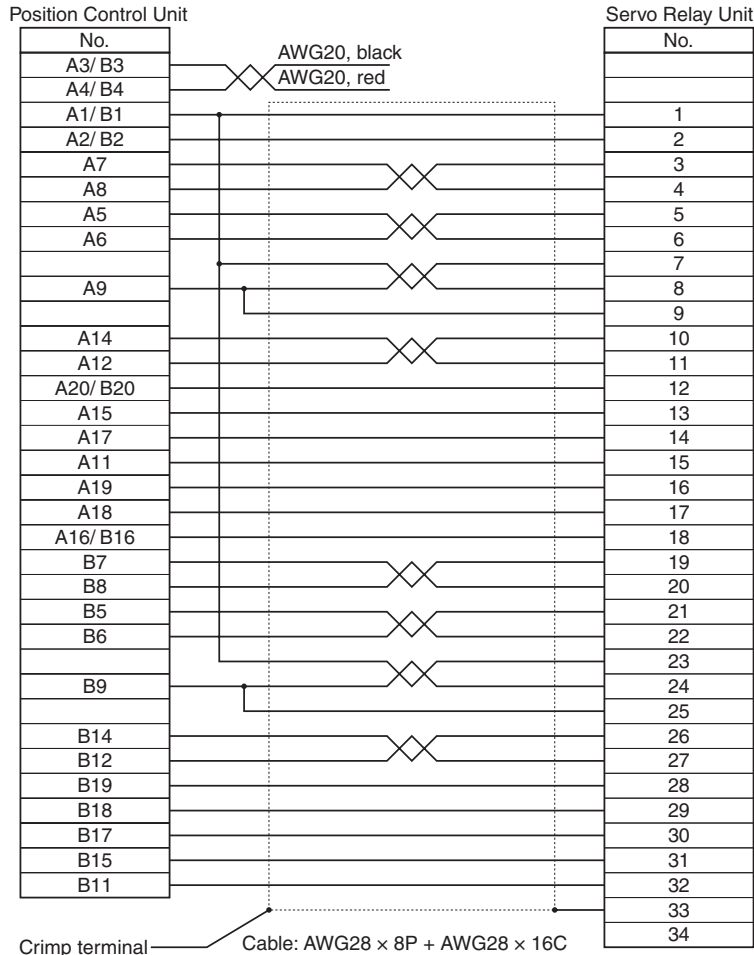 Position Control Unit Servo Relay Unit
No. No.
A3/ B3 AWG20, black
A4/ B4 AWG20, red
A1/ B1 1
A2/ B2 2
A7 3
A8 4
A5 5
A6 6
7
A9 8
9
A14 10
A12 11
A20/ B20 12
A15 13
A17 14
A11 15
A19 16
A18 17
A16/ B16 18
B7 19
B8 20
B5 21
B6 22
23
B9 24
25
B14 26
B12 27
B19 28
B18 29
B17 30
B15 31
B11 32
33
Crimp terminal Cable: AWG28 × 8P + AWG28 × 16C 34